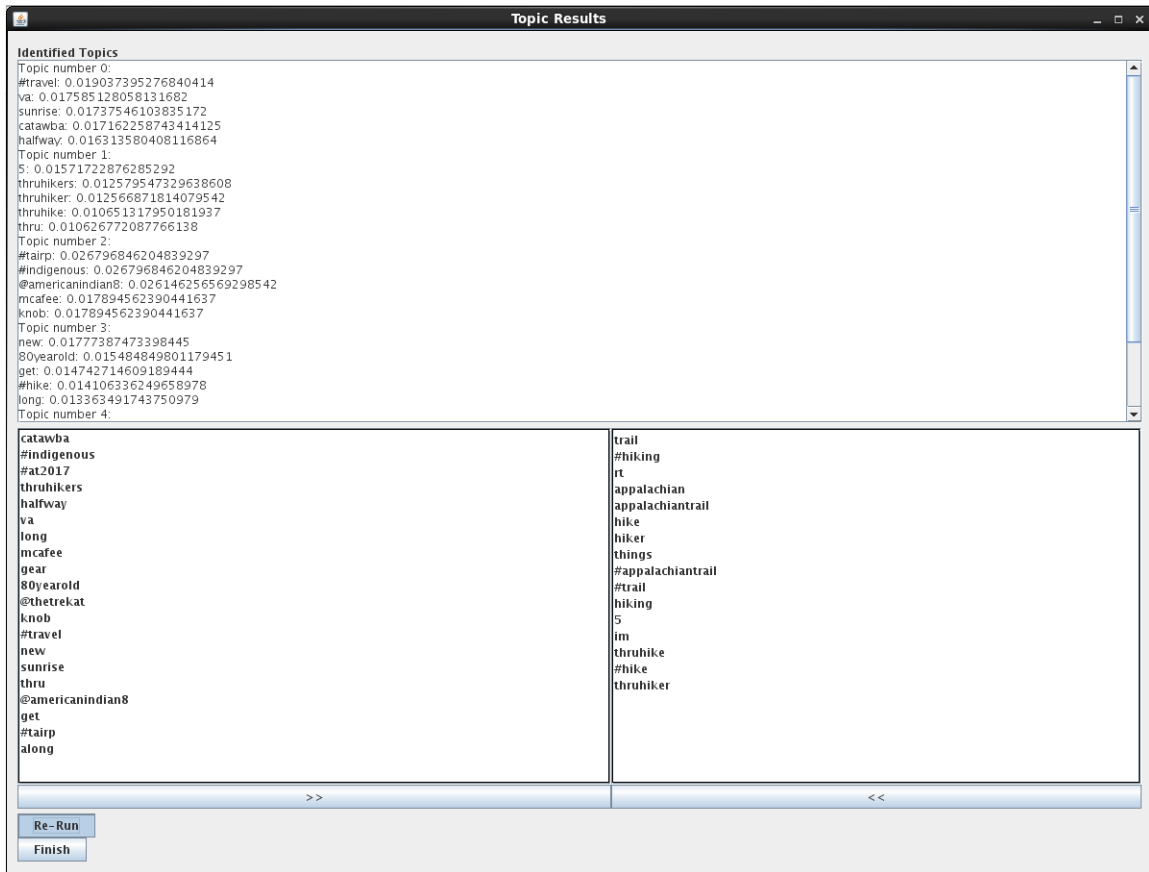 Topic Results
Identified Topics
Topic number 0:
#travel: 0.019037395276840414
va: 0.017585128058131682
sunrise: 0.01737546103835172
catawba: 0.017162258743414125
halfway: 0.016313580408116864
Topic number 1:
5: 0.01571722876285292
thruhikers: 0.012579547329638608
thruhiker: 0.012566871814079542
thruhike: 0.010651317950181937
thru: 0.010626772087766138
Topic number 2:
#tairp: 0.026796846204839297
#indigenous: 0.026796846204839297
@americanindian8: 0.026146256569298542
mcafee: 0.017894562390441637
knob: 0.017894562390441637
Topic number 3:
new: 0.01777387473398445
80yearold: 0.015484849801179451
get: 0.014742714609189444
#hike: 0.014106336249658978
long: 0.013363491743750979
Topic number 4:
catawba
#indigenous
#at2017
thruhikers
halfway
va
long
mcafee
gear
80yearold
@thetrekat
knob
#travel
new
sunrise
thru
@americanindian8
get
#tairp
along
trail
#hiking
rt
appalachian
appalachiantrail
hike
hiker
things
#appalachiantrail
#trail
hiking
5
im
thruhike
#hike
thruhiker
>>
<<
Re-Run
Finish